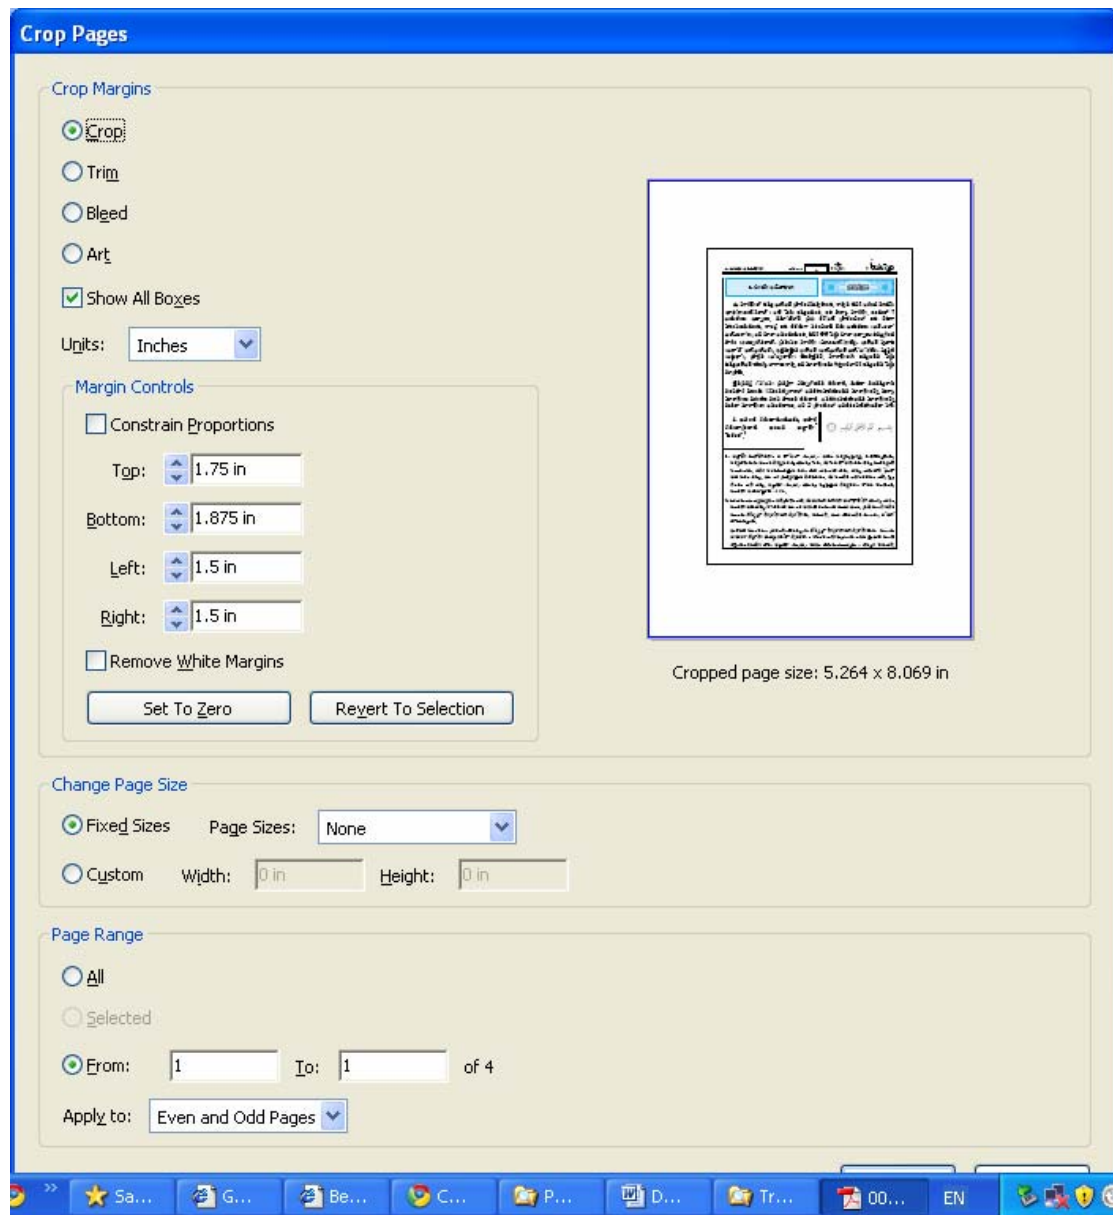 Crop Pages
Crop Margins
Crop
Trim
Bleed
Art
Show All Boxes
Units: Inches
Margin Controls
Constrain Proportions
Top: 1.75 in
Bottom: 1.875 in
Left: 1.5 in
Right: 1.5 in
Remove White Margins
Set To Zero Revert To Selection
Cropped page size: 5.264 x 8.069 in
Change Page Size
Fixed Sizes Page Sizes: None
Custom Width: 0 in Height: 0 in
Page Range
All
Selected
From: 1 To: 1 of 4
Apply to: Even and Odd Pages
Sa... G... Be... C... P... D... Tr... 00... EN